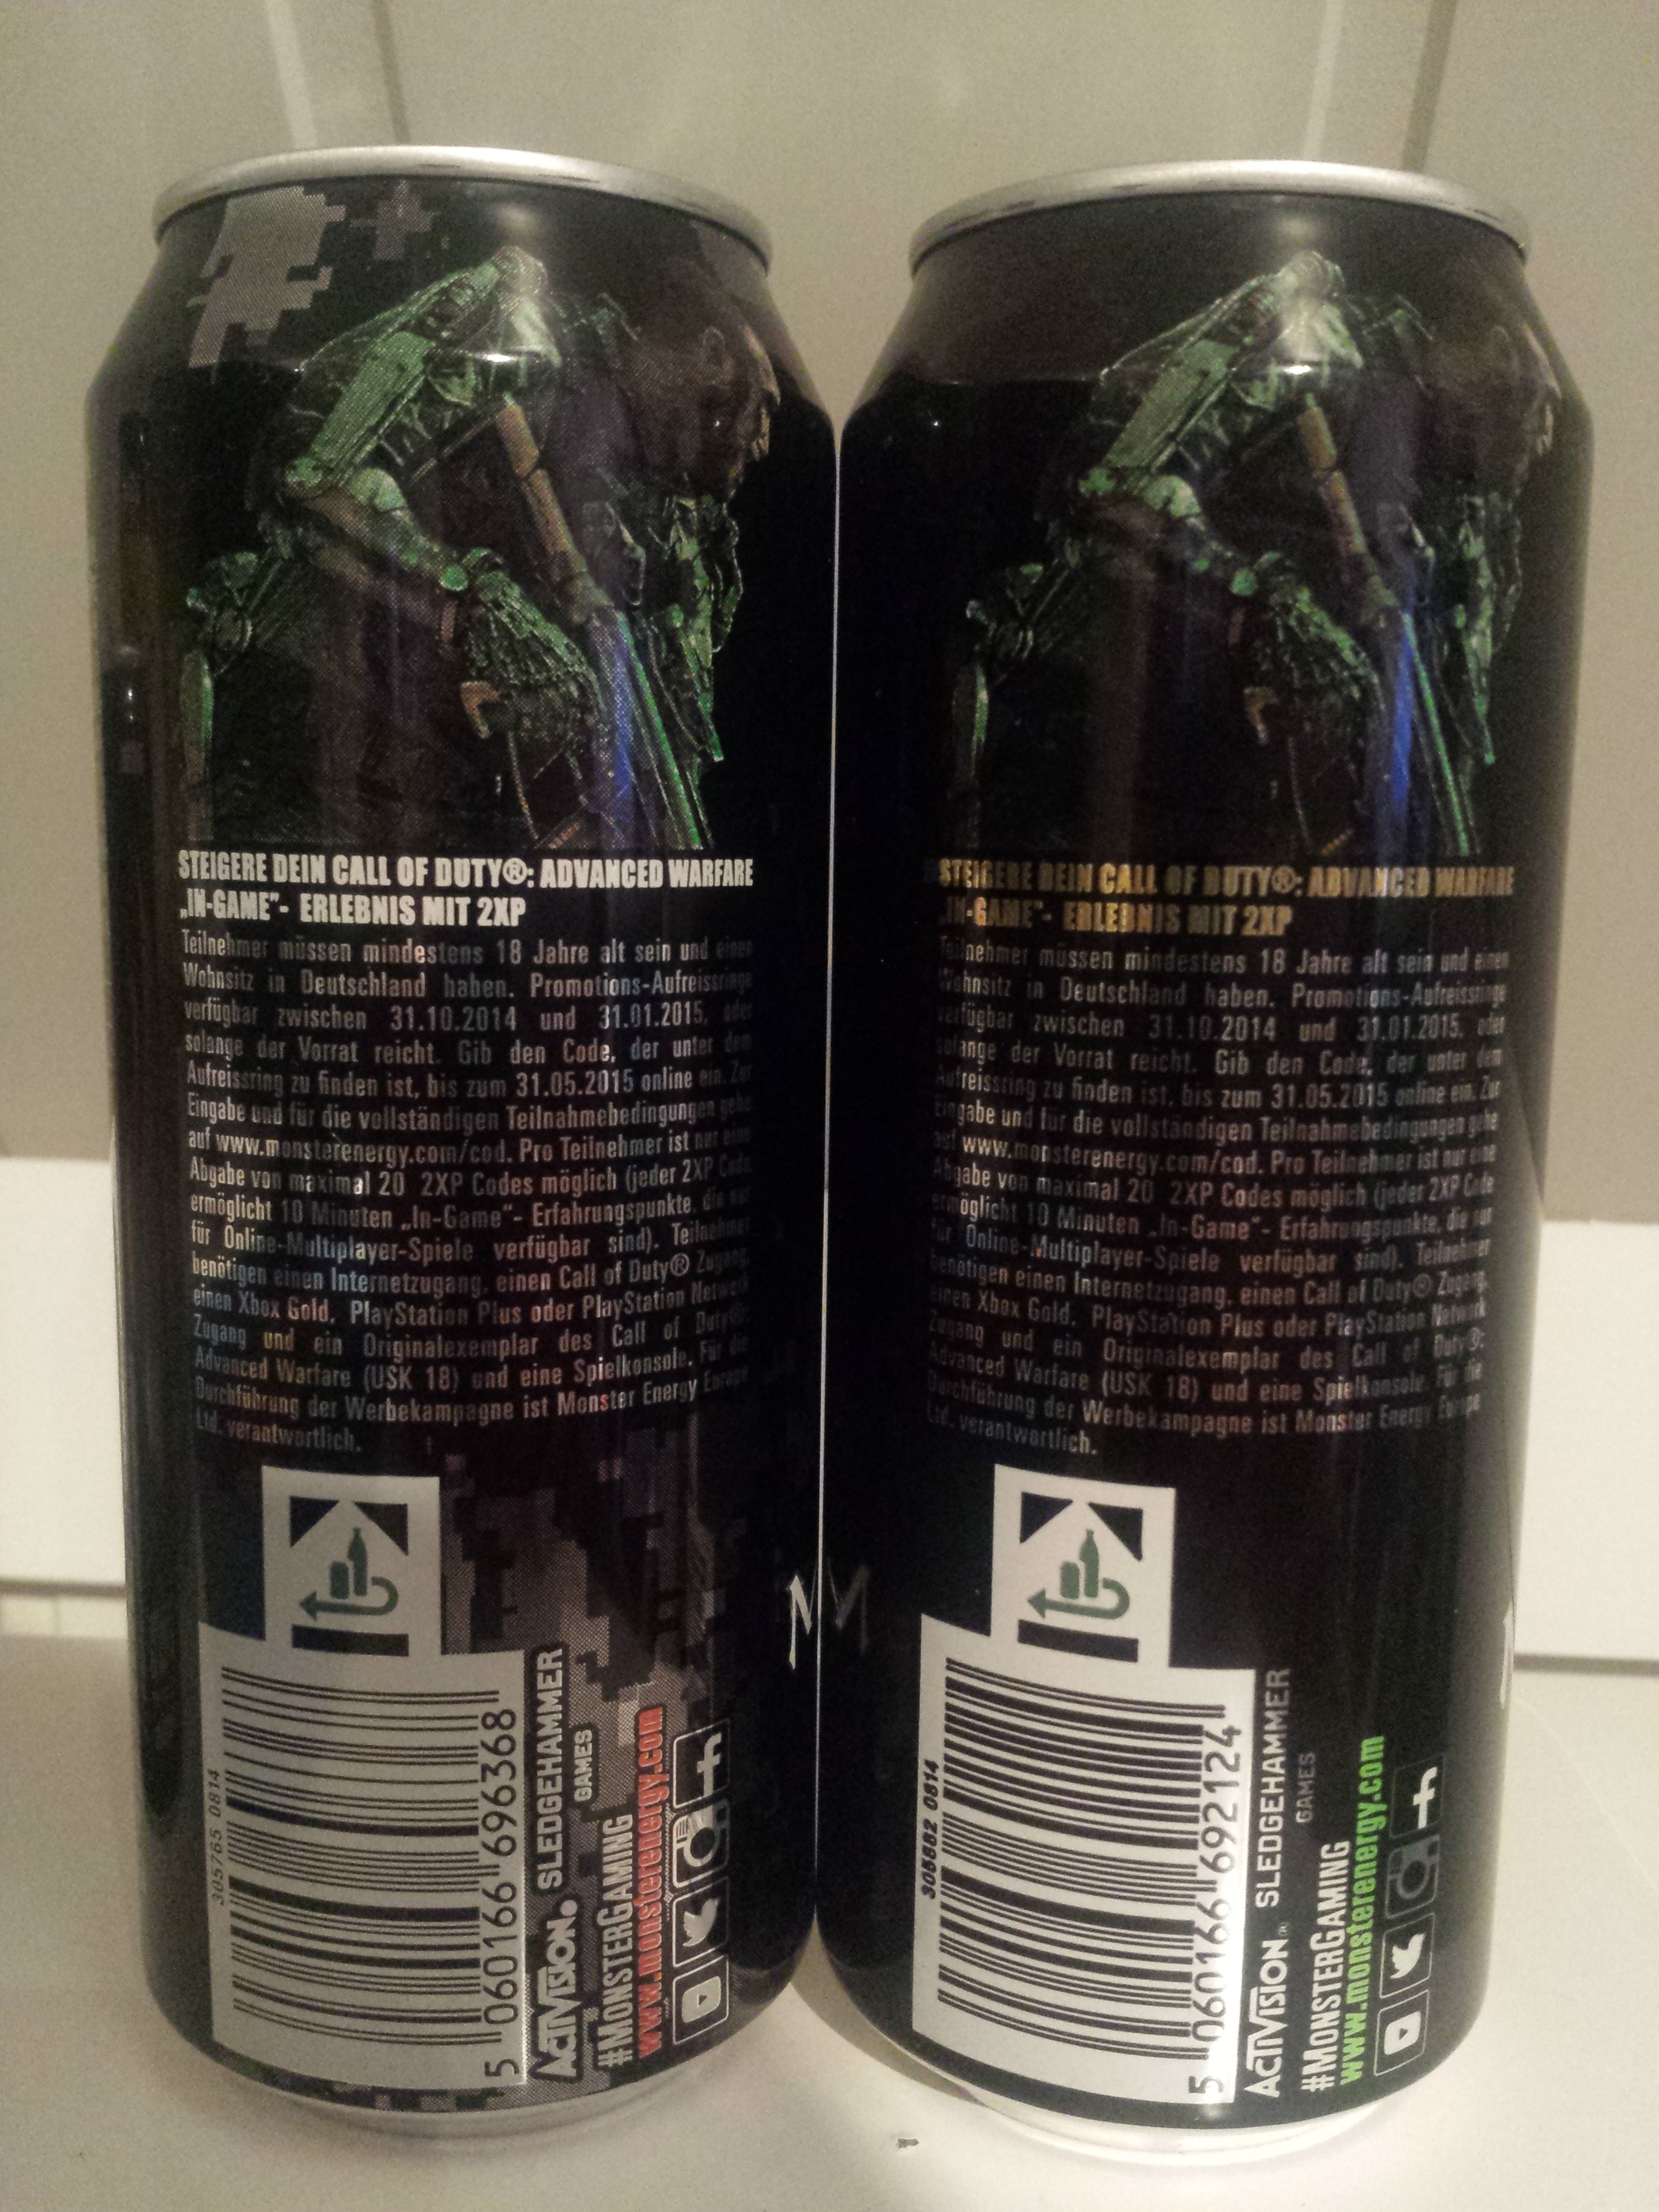 STEIGERE DEIN CALL OF DUTY®: ADVANCED WARFARE
„IN-GAME"- ERLEBNIS MIT 2XP
Teilnehmer müssen mindestens 18 Jahre alt sein und einen
Wohnsitz in Deutschland haben. Promotions-Aufreissringe
verfügbar zwischen 31.10.2014 und 31.01.2015, oder
solange der Vorrat reicht. Gib den Code, der unter dem
Aufreissring zu finden ist, bis zum 31.05.2015 online ein. Zur
Eingabe und für die vollständigen Teilnahmebedingungen gehe
auf www.monsterenergy.com/cod. Pro Teilnehmer ist nur eine
Abgabe von maximal 20 2XP Codes möglich (jeder 2XP Code
ermöglicht 10 Minuten „In-Game"- Erfahrungspunkte, die nur
für Online-Multiplayer-Spiele verfügbar sind). Teilnehmer
benötigen einen Internetzugang, einen Call of Duty® Zugang,
einen Xbox Gold, PlayStation Plus oder PlayStation Network
Zugang und ein Originalexemplar des Call of Duty®:
Advanced Warfare (USK 18) und eine Spielkonsole. Für die
Durchführung der Werbekampagne ist Monster Energy Europe
Ltd. verantwortlich.
305765 0814
5 060166 696368
ACTIVISION. SLEDGEHAMMER
GAMES
#MONSTERGAMING
www.monsterenergy.com
STEIGERE DEIN CALL OF DUTY®: ADVANCED WARFARE
„IN-GAME"- ERLEBNIS MIT 2XP
Teilnehmer müssen mindestens 18 Jahre alt sein und einen
Wohnsitz in Deutschland haben. Promotions-Aufreissringe
verfügbar zwischen 31.10.2014 und 31.01.2015, oder
solange der Vorrat reicht. Gib den Code, der unter dem
Aufreissring zu finden ist, bis zum 31.05.2015 online ein. Zur
Eingabe und für die vollständigen Teilnahmebedingungen gehe
auf www.monsterenergy.com/cod. Pro Teilnehmer ist nur eine
Abgabe von maximal 20 2XP Codes möglich (jeder 2XP Code
ermöglicht 10 Minuten „In-Game"- Erfahrungspunkte, die nur
für Online-Multiplayer-Spiele verfügbar sind). Teilnehmer
benötigen einen Internetzugang, einen Call of Duty® Zugang,
einen Xbox Gold, PlayStation Plus oder PlayStation Network
Zugang und ein Originalexemplar des Call of Duty®:
Advanced Warfare (USK 18) und eine Spielkonsole. Für die
Durchführung der Werbekampagne ist Monster Energy Europe
Ltd. verantwortlich.
0814
5 060166 692124
ACTIVISION® SLEDGEHAMMER
GAMES
#MONSTERGAMING
www.monsterenergy.com